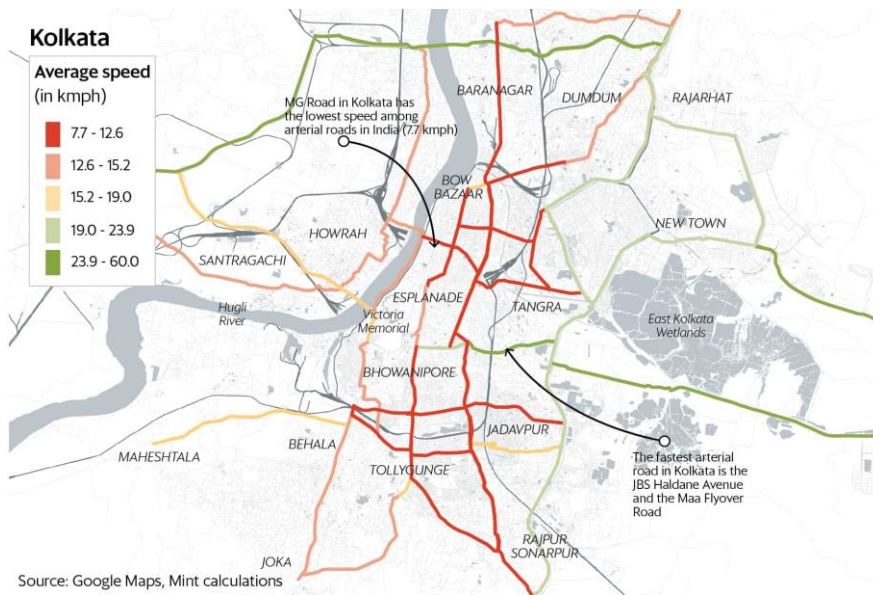 Kolkata
Average speed
(in kmph)
7.7 - 12.6
12.6 - 15.2
15.2 - 19.0
19.0 - 23.9
23.9 - 60.0
MG Road in Kolkata has
the lowest speed among
arterial roads in India (7.7 kmph)
BARANAGAR
DUMDUM
RAJARHAT
BOW
BAZAAR
HOWRAH
NEW TOWN
SANTRAGACHI
ESPLANADE
TANGRA
Hugli
River
Victoria
Memorial
East Kolkata
Wetlands
BHOWANIPORE
MAHESHTALA
BEHALA
JADAVPUR
TOLLYGUNGE
The fastest arterial
road in Kolkata is the
JBS Haldane Avenue
and the Maa Flyover
Road
RAJPUR
SONARPUR
JOKA
Source: Google Maps, Mint calculations